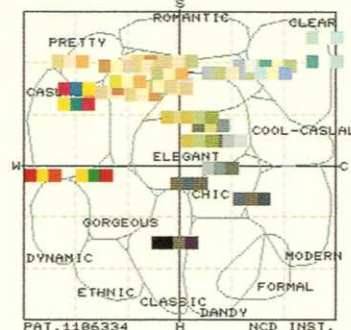 S
ROMANTIC
CLEAR
PRETTY
CASUAL
COOL-CASUAL
ELEGANT
W
C
CHIC
GORGEOUS
DYNAMIC
MODERN
ETHNIC
FORMAL
CLASSIC
DANDY
PAT.1106334
H
NCD INST.